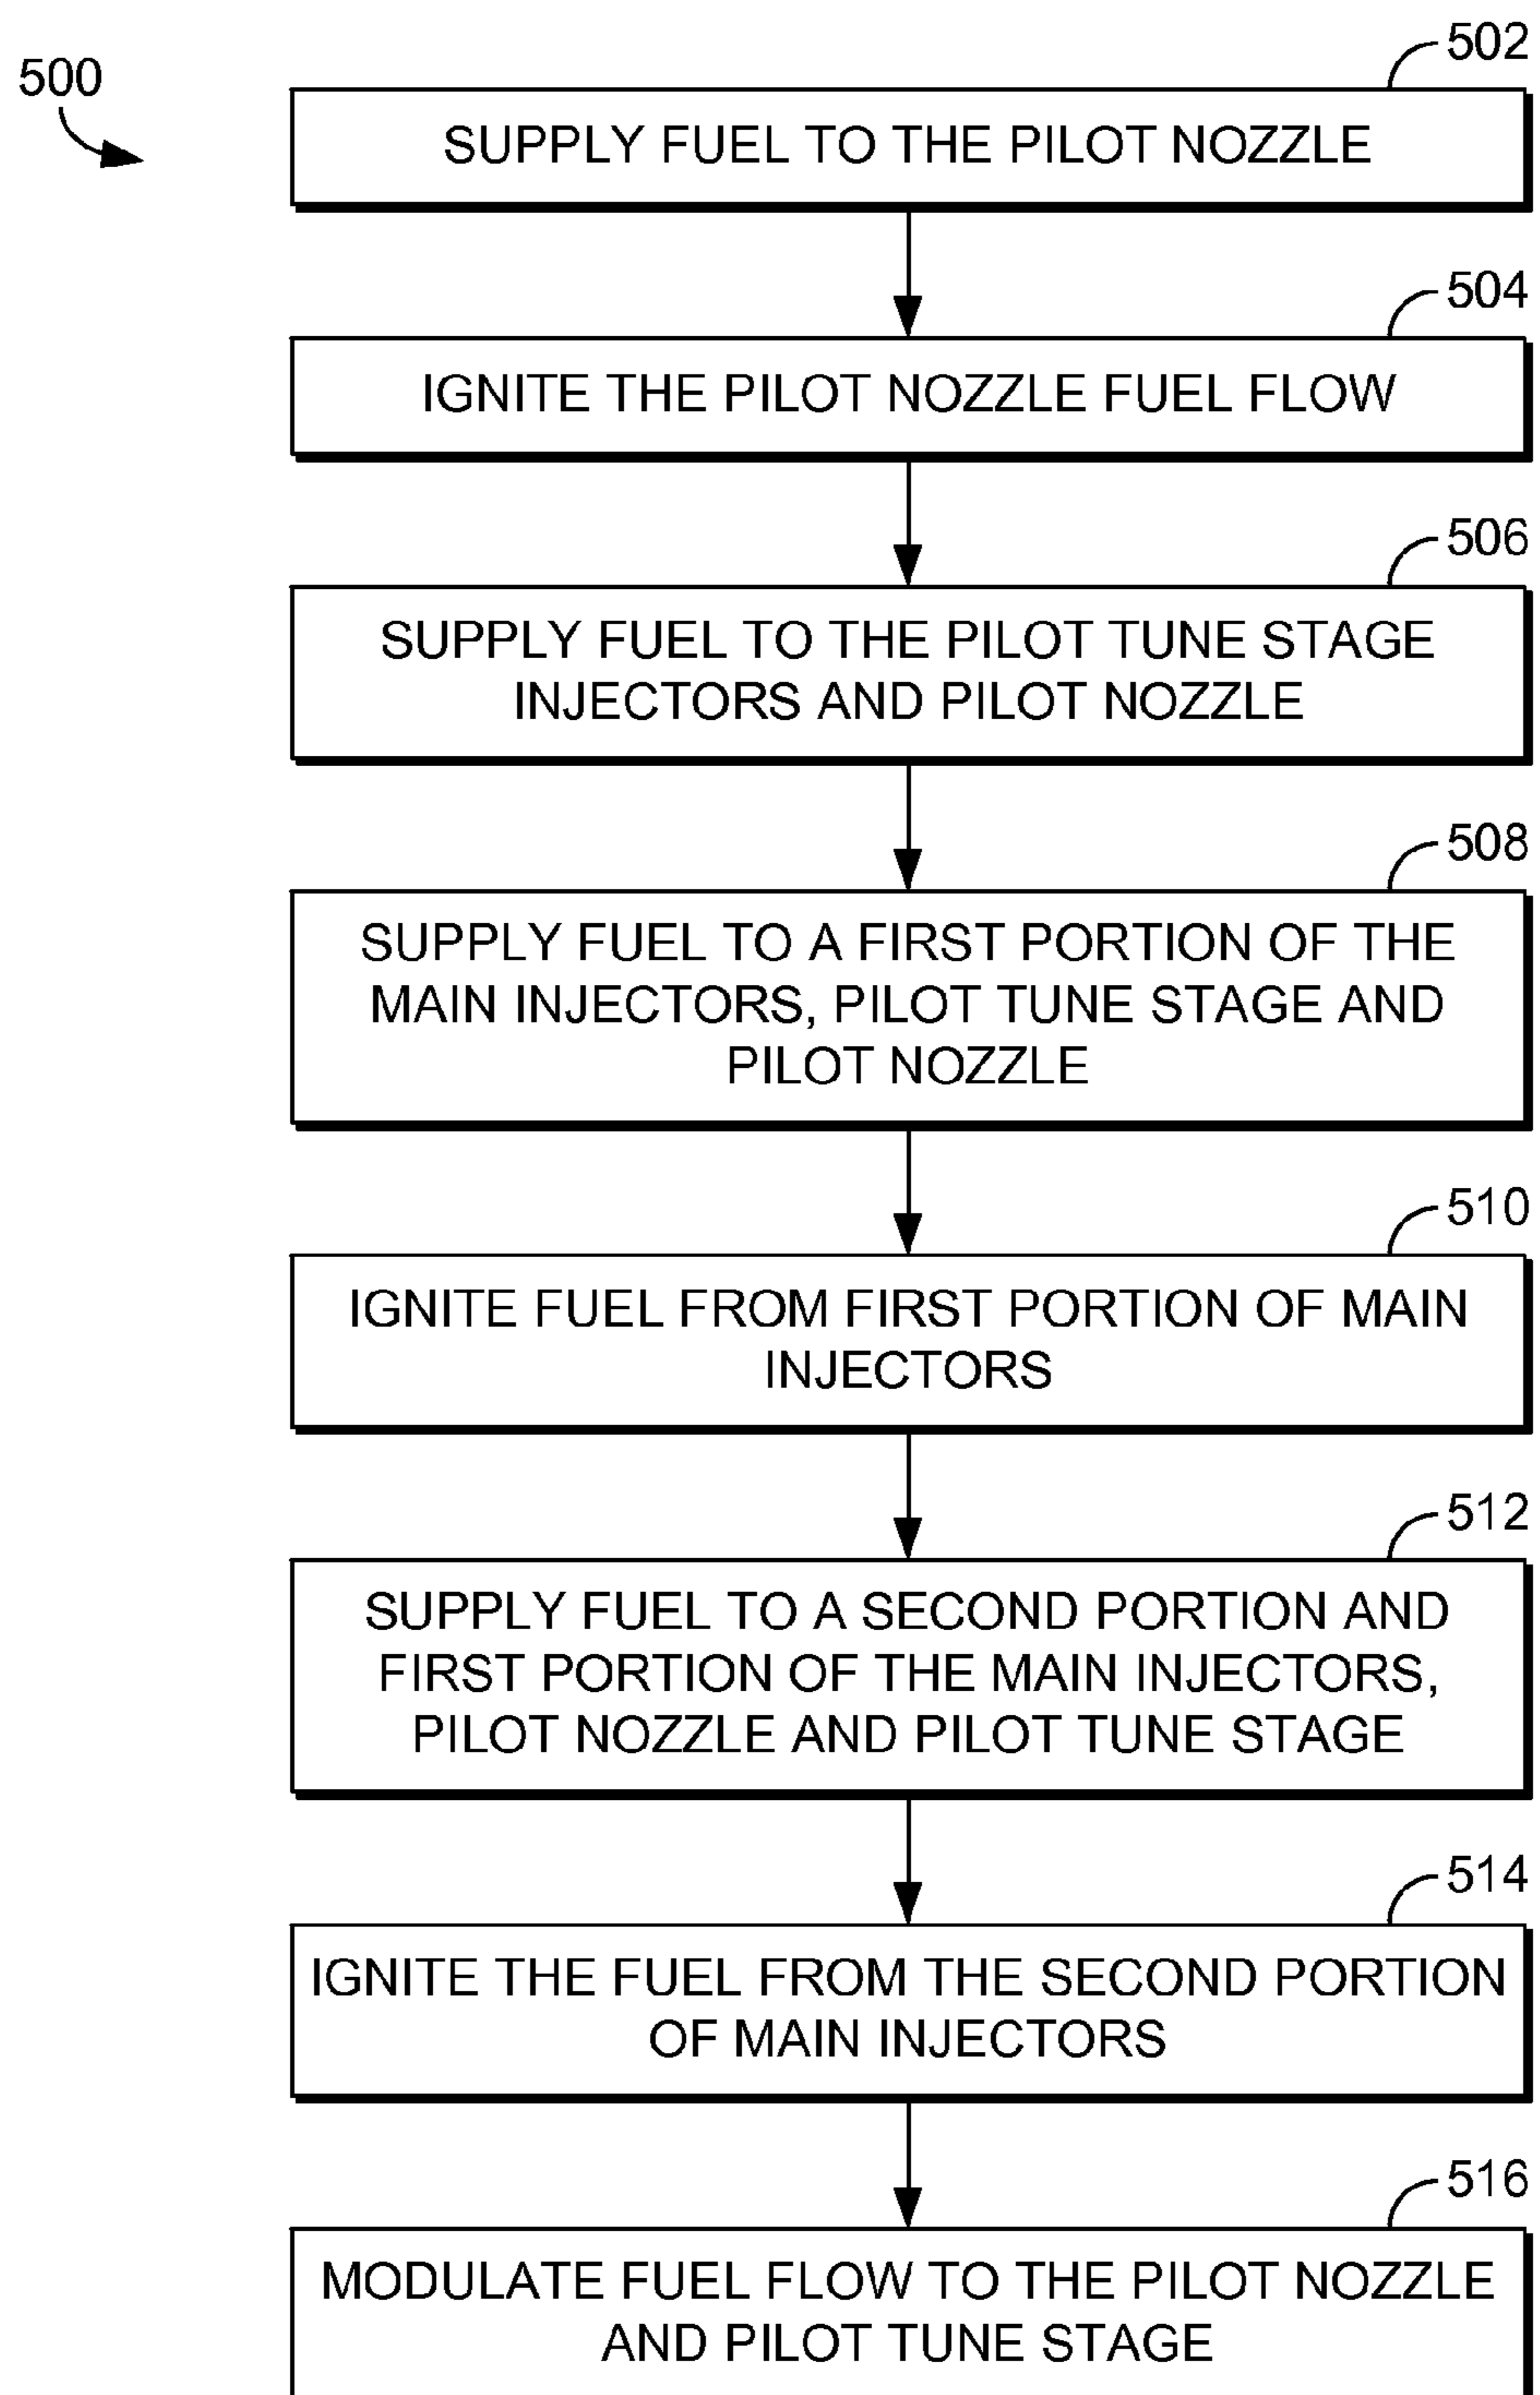 500
502
SUPPLY FUEL TO THE PILOT NOZZLE
504
IGNITE THE PILOT NOZZLE FUEL FLOW
506
SUPPLY FUEL TO THE PILOT TUNE STAGE
INJECTORS AND PILOT NOZZLE
508
SUPPLY FUEL TO A FIRST PORTION OF THE
MAIN INJECTORS, PILOT TUNE STAGE AND
PILOT NOZZLE
510
IGNITE FUEL FROM FIRST PORTION OF MAIN
INJECTORS
512
SUPPLY FUEL TO A SECOND PORTION AND
FIRST PORTION OF THE MAIN INJECTORS,
PILOT NOZZLE AND PILOT TUNE STAGE
514
IGNITE THE FUEL FROM THE SECOND PORTION
OF MAIN INJECTORS
516
MODULATE FUEL FLOW TO THE PILOT NOZZLE
AND PILOT TUNE STAGE